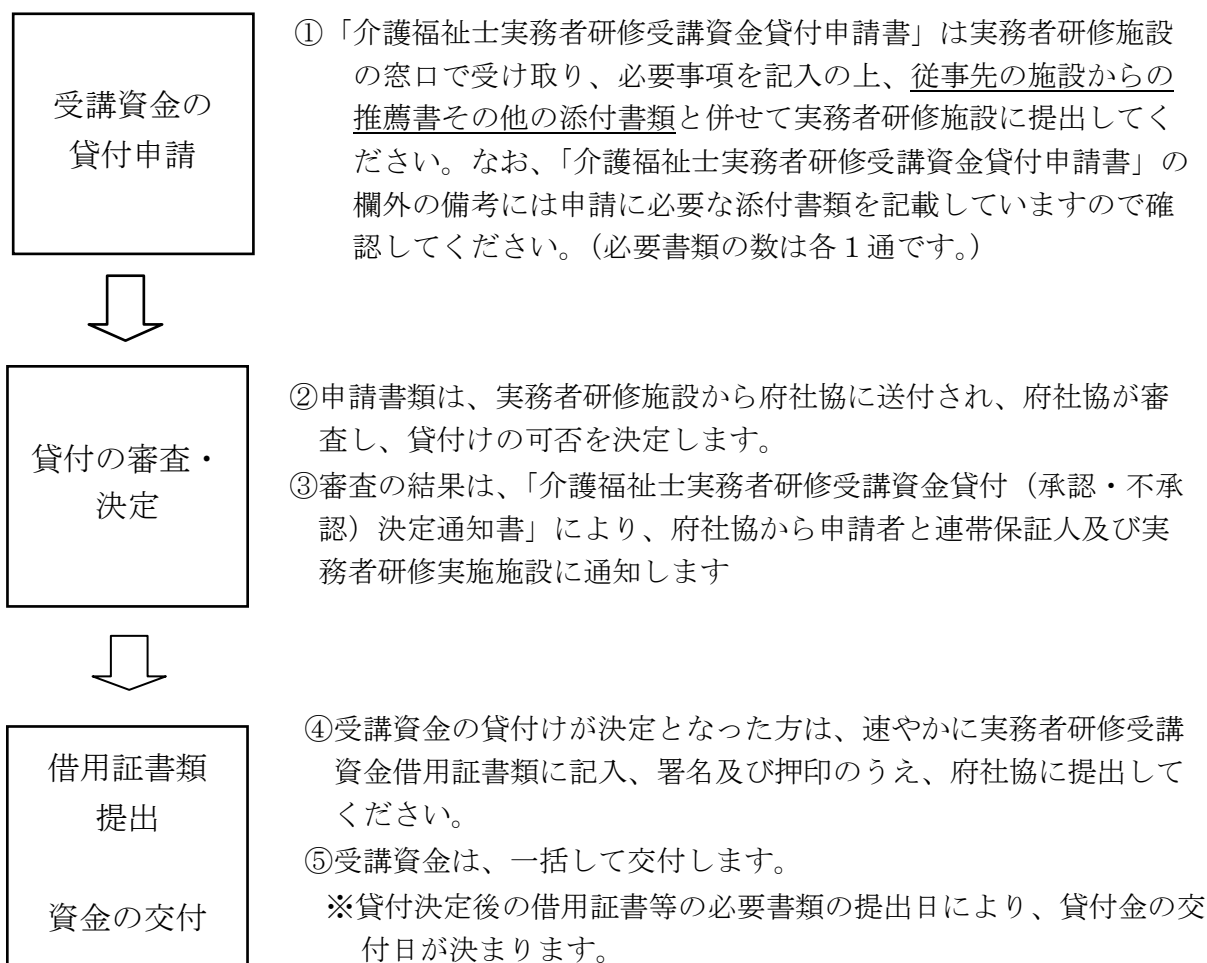 受講資金の
貸付申請
①「介護福祉士実務者研修受講資金貸付申請書」は実務者研修施設
の窓口で受け取り、必要事項を記入の上、従事先の施設からの
推薦書その他の添付書類と併せて実務者研修施設に提出してく
ださい。なお、「介護福祉士実務者研修受講資金貸付申請書」の
欄外の備考には申請に必要な添付書類を記載していますので確
認してください。（必要書類の数は各１通です。）
貸付の審査・
決定
②申請書類は、実務者研修施設から府社協に送付され、府社協が審
査し、貸付けの可否を決定します。
③審査の結果は、「介護福祉士実務者研修受講資金貸付（承認・不承
認）決定通知書」により、府社協から申請者と連帯保証人及び実
務者研修実施施設に通知します
借用証書類
提出
資金の交付
④受講資金の貸付けが決定となった方は、速やかに実務者研修受講
資金借用証書類に記入、署名及び押印のうえ、府社協に提出して
ください。
⑤受講資金は、一括して交付します。
※貸付決定後の借用証書等の必要書類の提出日により、貸付金の交
付日が決まります。